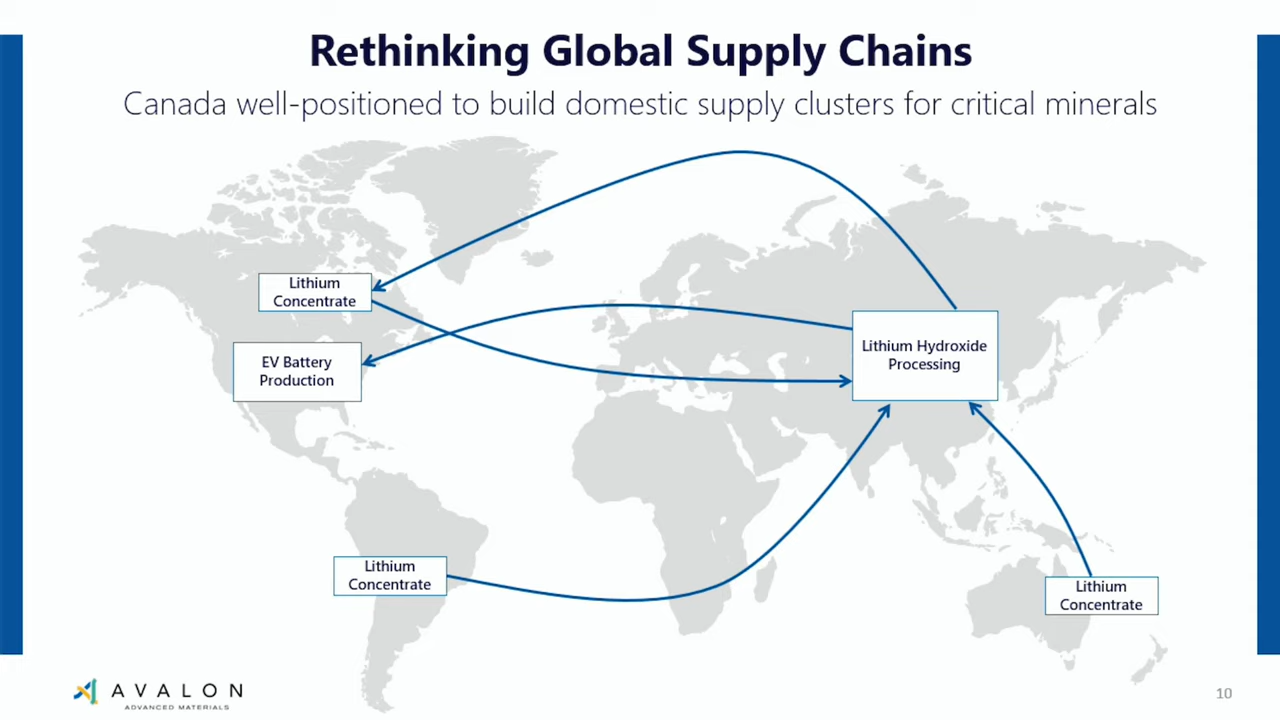 Rethinking Global Supply Chains
Canada well-positioned to build domestic supply clusters for critical minerals
Lithium
Concentrate
EV Battery
Production
Lithium Hydroxide
Processing
Lithium
Concentrate
Lithium
Concentrate
AVALON
ADVANCED MATERIALS
10